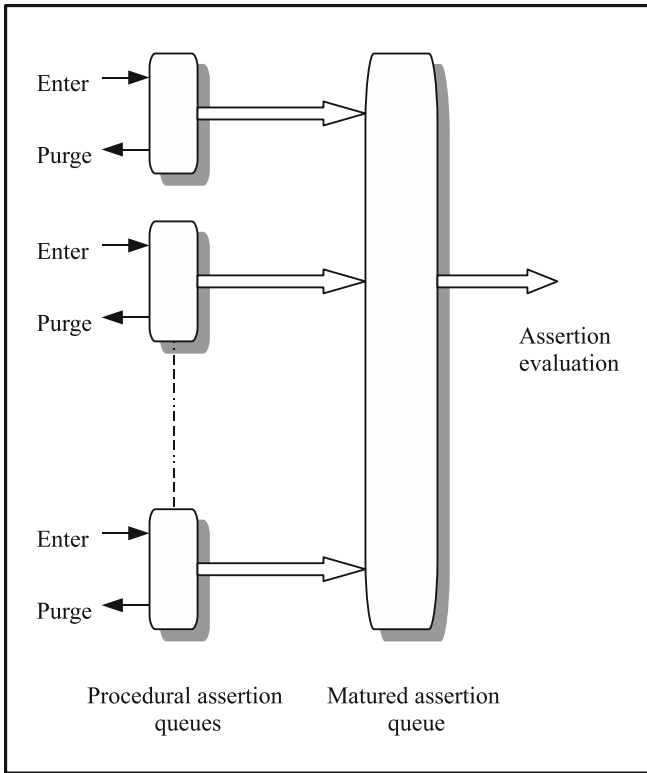 Enter
Purge
Enter
Purge
Assertion
evaluation
Enter
Purge
Procedural assertion
queues
Matured assertion
queue